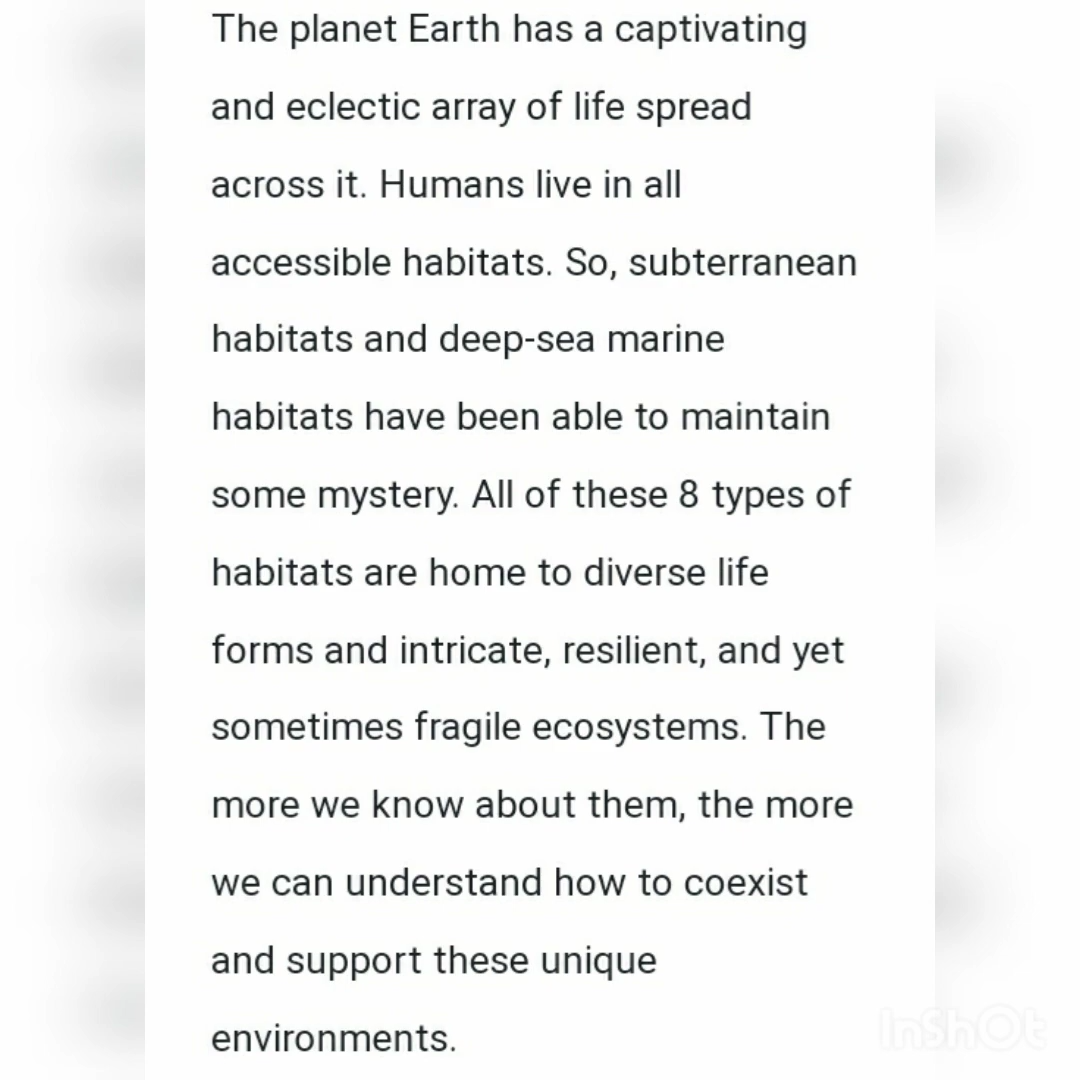 The planet Earth has a captivating
and eclectic array of life spread
across it. Humans live in all
accessible habitats. So, subterranean
habitats and deep-sea marine
habitats have been able to maintain
some mystery. All of these 8 types of
habitats are home to diverse life
forms and intricate, resilient, and yet
sometimes fragile ecosystems. The
more we know about them, the more
we can understand how to coexist
and support these unique
environments.
InShOt